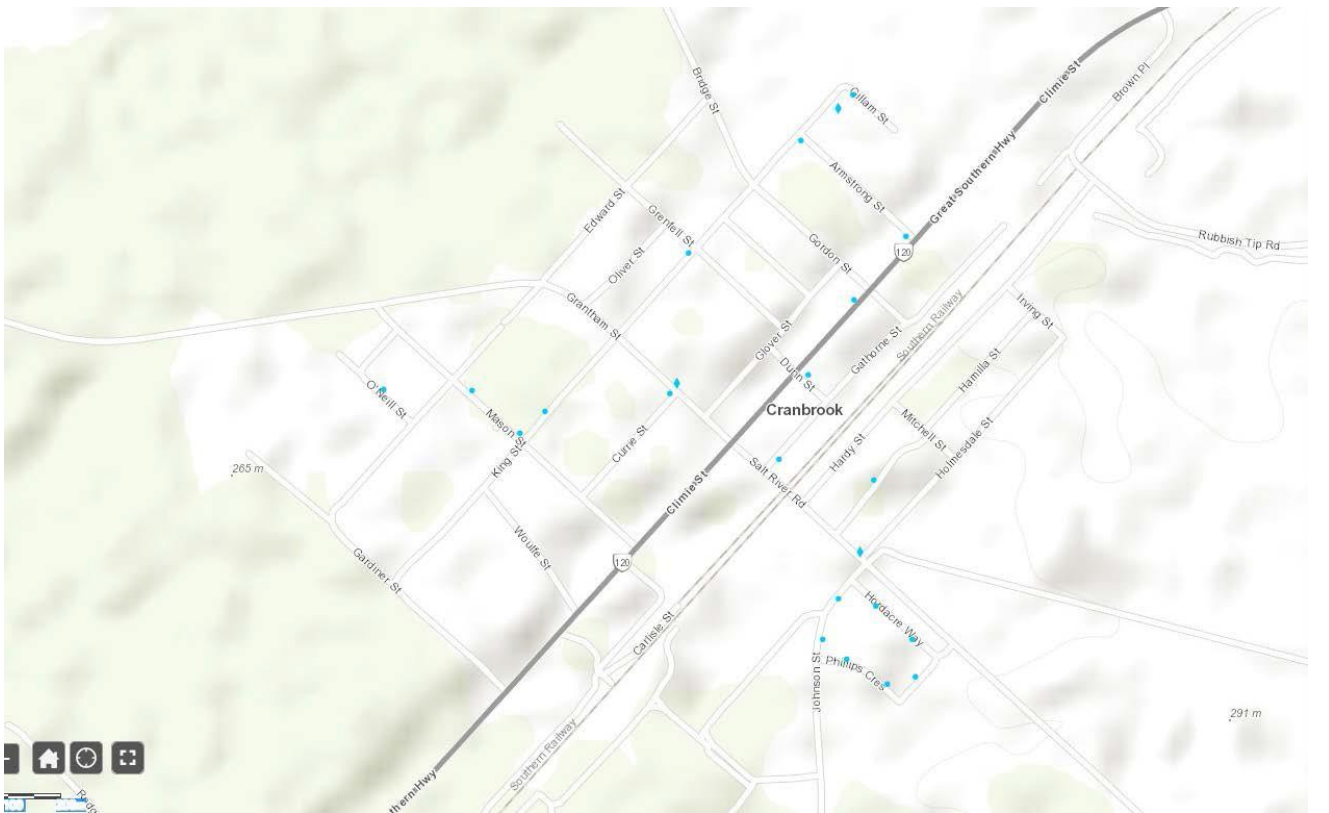 Bridge St
Gillam St
Climie St
Brown Pl
Armstrong St
Great Southern Hwy
Edward St
Grenfell St
Gordon St
120
Rubbish Tip Rd
Oliver St
Grantham St
Irving St
Southern Railway
Glover St
Gathorne St
Dunn St
Hamilla St
O'Neill St
Cranbrook
Mason St
Mitchell St
Currie St
Holmesdale St
Hardy St
King St
265 m
Salt River Rd
Climie St
Woulfe St
120
Gardiner St
Hordacre Way
Carlisle St
Phillips Cres
Johnson St
291 m
Southern Railway
thern Hwy